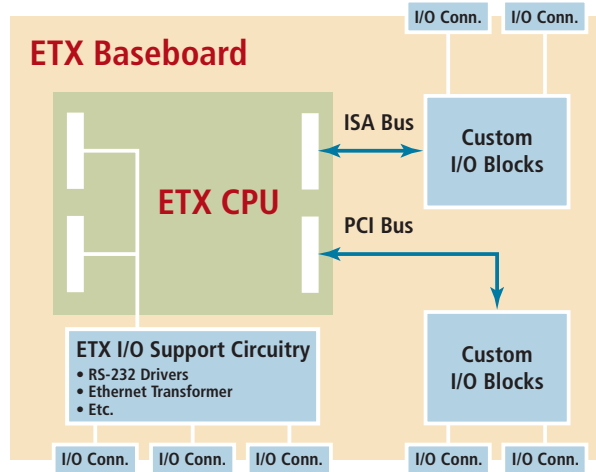 I/O Conn.
I/O Conn.
ETX Baseboard
ISA Bus
Custom
I/O Blocks
ETX CPU
PCI Bus
ETX I/O Support Circuitry
• RS-232 Drivers
• Ethernet Transformer
• Etc.
Custom
I/O Blocks
I/O Conn.
I/O Conn.
I/O Conn.
I/O Conn.
I/O Conn.